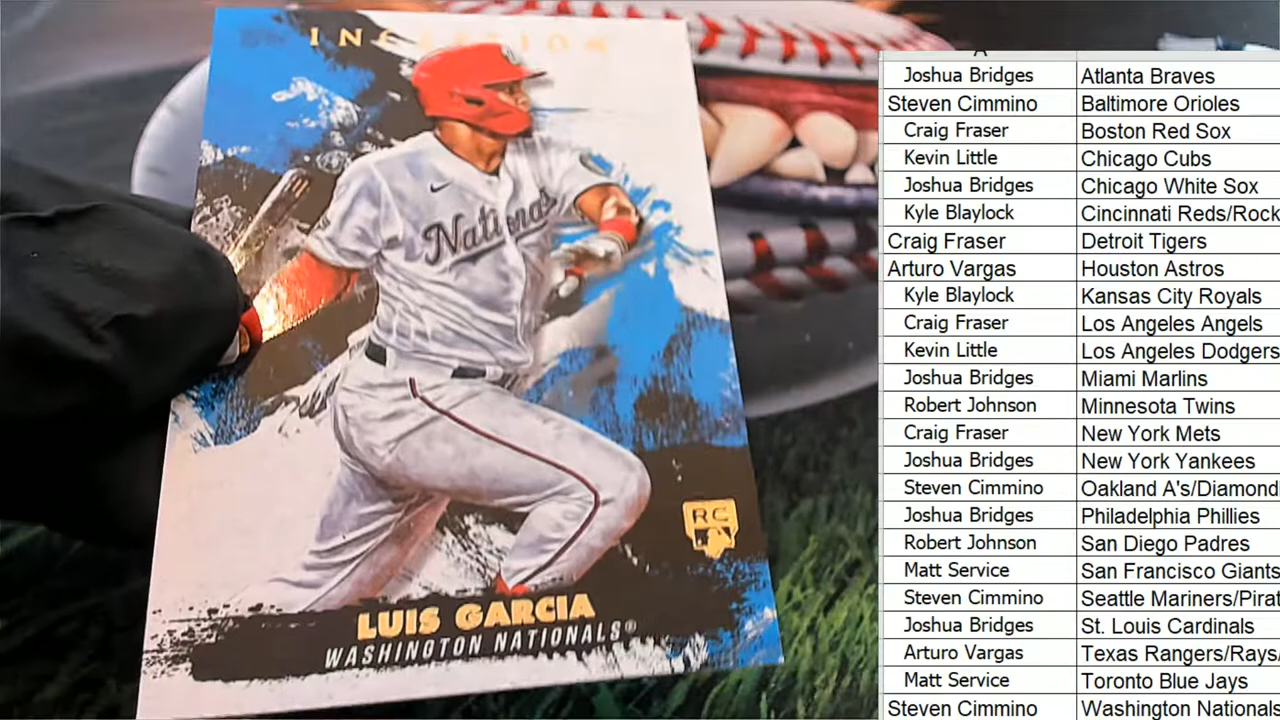 INCEPTION
Nationals
RC
LUIS GARCIA
WASHINGTON NATIONALS®
A
Joshua Bridges Atlanta Braves
Steven Cimmino Baltimore Orioles
Craig Fraser Boston Red Sox
Kevin Little Chicago Cubs
Joshua Bridges Chicago White Sox
Kyle Blaylock Cincinnati Reds/Rock
Craig Fraser Detroit Tigers
Arturo Vargas Houston Astros
Kyle Blaylock Kansas City Royals
Craig Fraser Los Angeles Angels
Kevin Little Los Angeles Dodgers
Joshua Bridges Miami Marlins
Robert Johnson Minnesota Twins
Craig Fraser New York Mets
Joshua Bridges New York Yankees
Steven Cimmino Oakland A's/Diamond
Joshua Bridges Philadelphia Phillies
Robert Johnson San Diego Padres
Matt Service San Francisco Giants
Steven Cimmino Seattle Mariners/Pirat
Joshua Bridges St. Louis Cardinals
Arturo Vargas Texas Rangers/Rays/
Matt Service Toronto Blue Jays
Steven Cimmino Washington Nationals